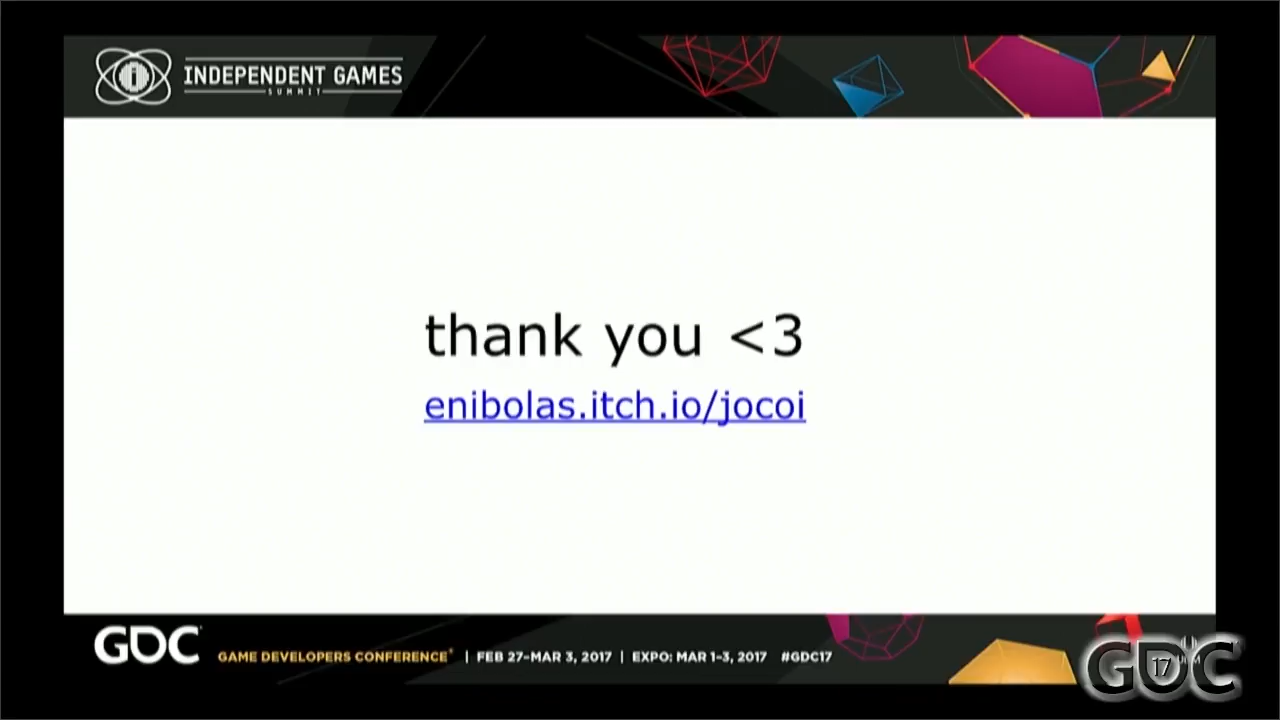 INDEPENDENT GAMES
SUMMIT
thank you <3
enibolas.itch.io/jocoi
GDC
GAME DEVELOPERS CONFERENCE® | FEB 27–MAR 3, 2017 | EXPO: MAR 1–3, 2017 #GDC17
GDC
17